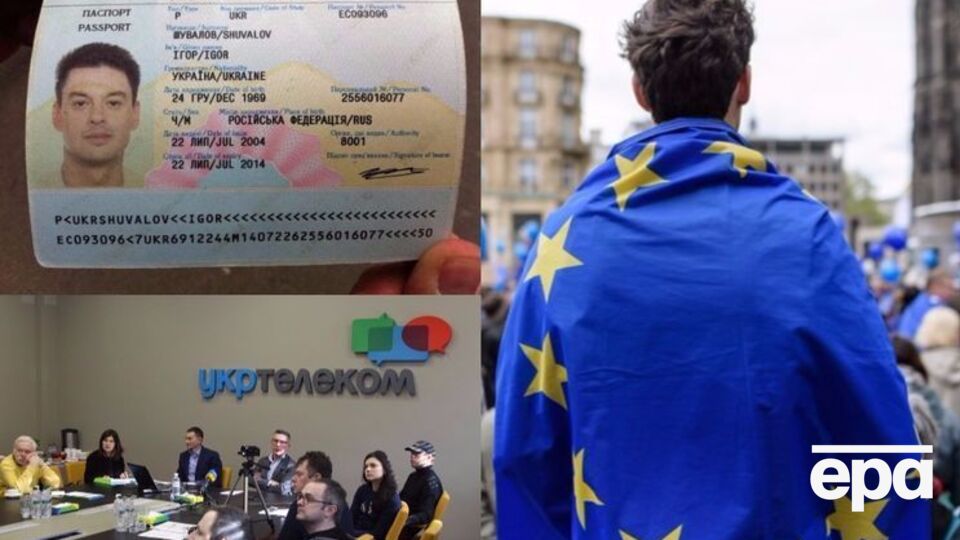 ПАСПОРТ
PASSPORT
P
UKR
EC093096
ШУВАЛОВ/SHUVALOV
ІГОР/IGOR
УКРАЇНА/UKRAINE
24 ГРУ/DEC 1969
2556016077
Ч/М
РОСІЙСЬКА ФЕДЕРАЦІЯ/RUS
22 ЛИП/JUL 2004
8001
22 ЛИП/JUL 2014
P<UKRSHUVALOV<<IGOR<<<<<<<<<<<<<<<<<<<<<<<<<
EC093096<7UKR6912244M14072262556016077<<<<50
укртелеком
epa